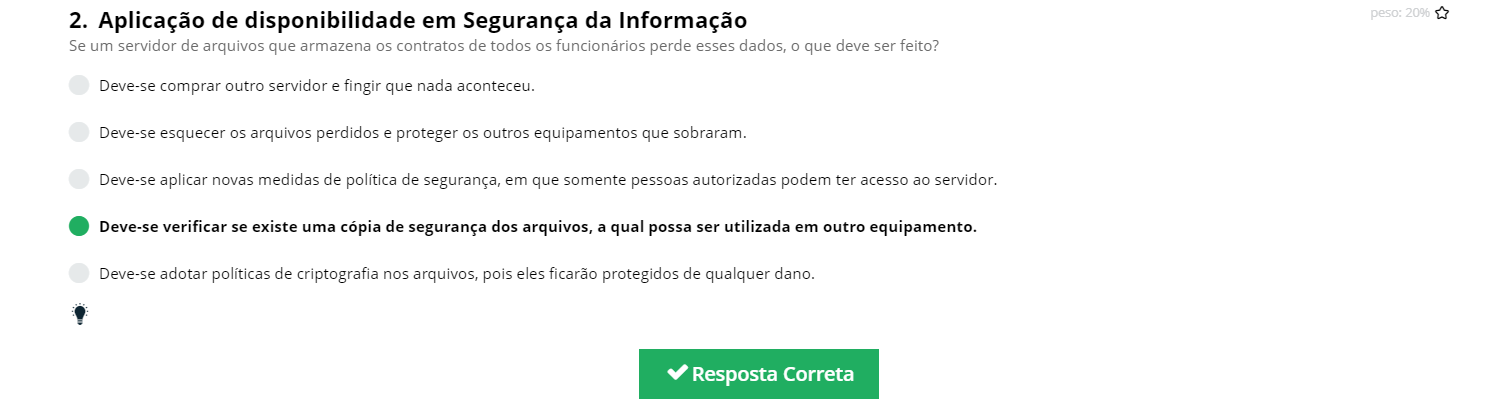 2. Aplicação de disponibilidade em Segurança da Informação
peso: 20%
Se um servidor de arquivos que armazena os contratos de todos os funcionários perde esses dados, o que deve ser feito?
Deve-se comprar outro servidor e fingir que nada aconteceu.
Deve-se esquecer os arquivos perdidos e proteger os outros equipamentos que sobraram.
Deve-se aplicar novas medidas de política de segurança, em que somente pessoas autorizadas podem ter acesso ao servidor.
Deve-se verificar se existe uma cópia de segurança dos arquivos, a qual possa ser utilizada em outro equipamento.
Deve-se adotar políticas de criptografia nos arquivos, pois eles ficarão protegidos de qualquer dano.
Resposta Correta